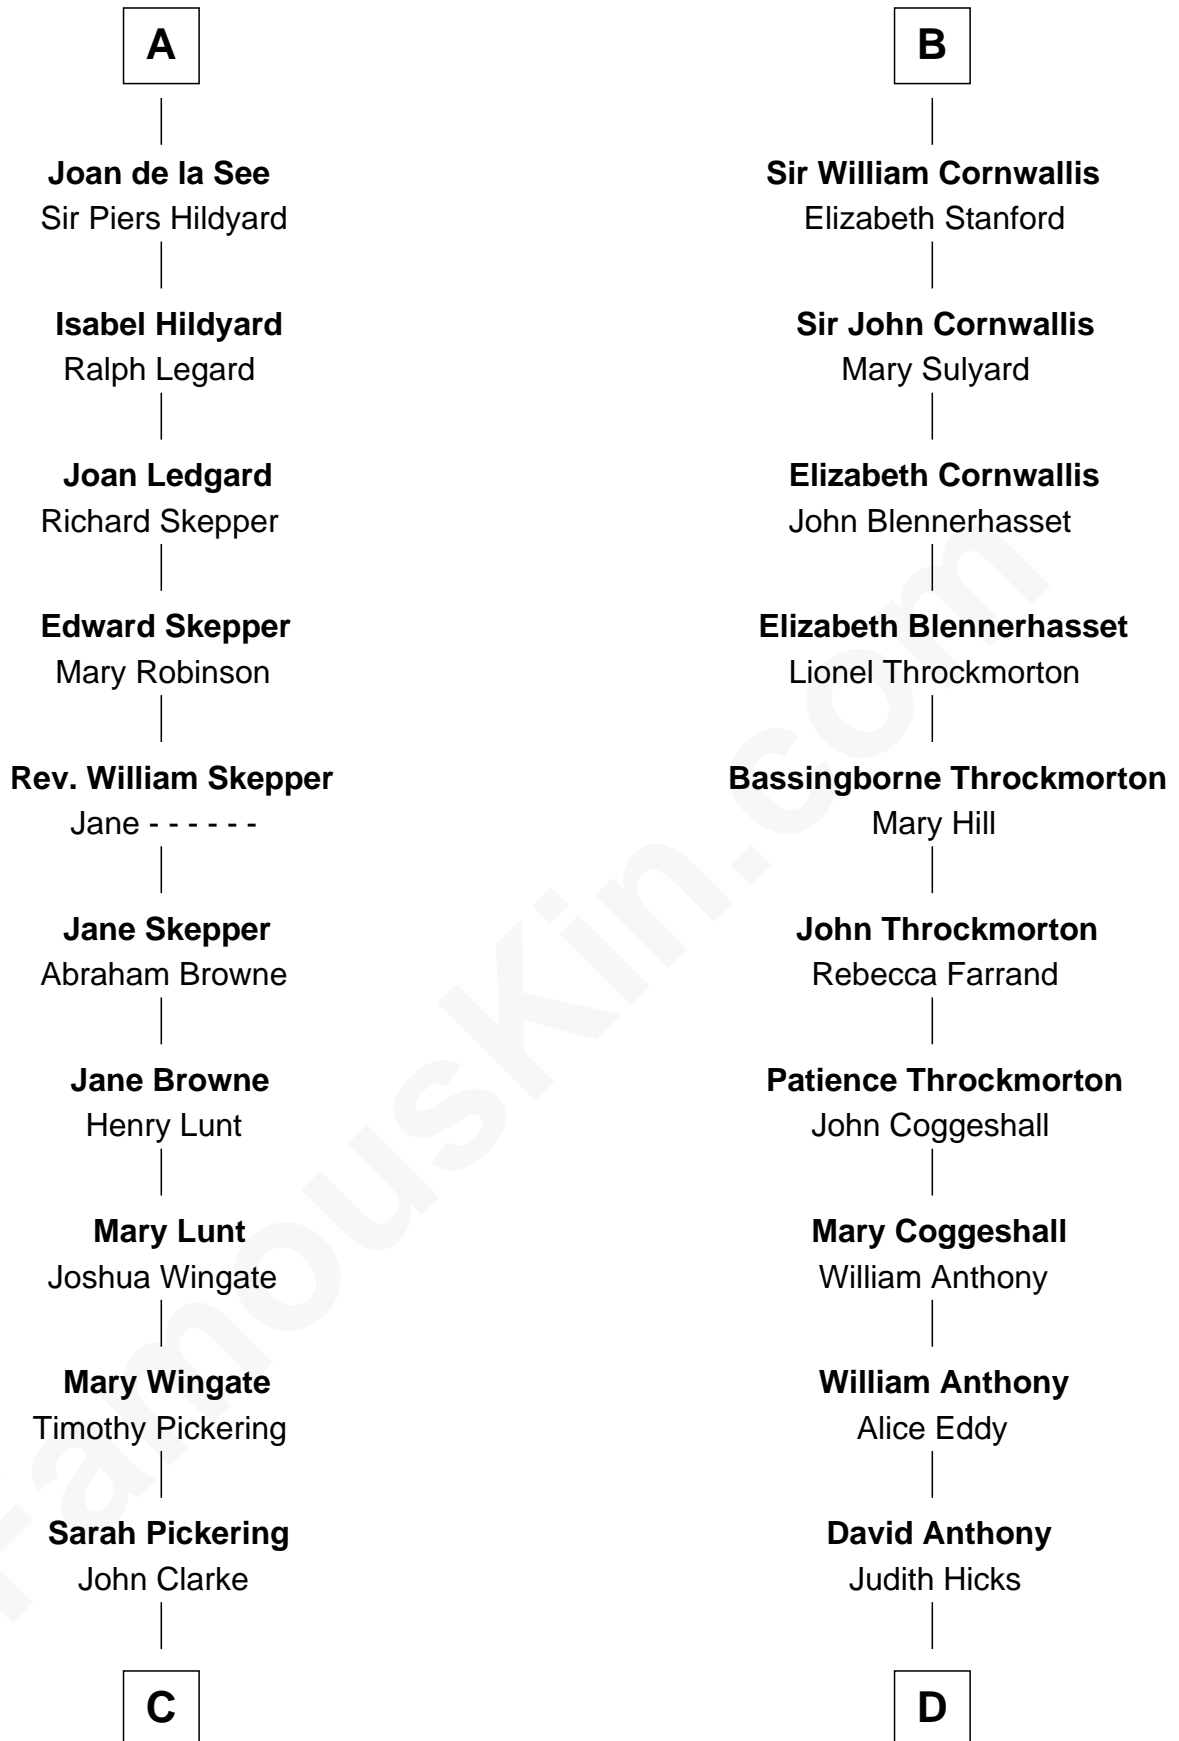 A
Joan de la See
Sir Piers Hildyard
Isabel Hildyard
Ralph Legard
Joan Ledgard
Richard Skepper
Edward Skepper
Mary Robinson
Rev. William Skepper
Jane - - - - - -
Jane Skepper
Abraham Browne
Jane Browne
Henry Lunt
Mary Lunt
Joshua Wingate
Mary Wingate
Timothy Pickering
Sarah Pickering
John Clarke
C
B
Sir William Cornwallis
Elizabeth Stanford
Sir John Cornwallis
Mary Sulyard
Elizabeth Cornwallis
John Blennerhasset
Elizabeth Blennerhasset
Lionel Throckmorton
Bassingborne Throckmorton
Mary Hill
John Throckmorton
Rebecca Farrand
Patience Throckmorton
John Coggeshall
Mary Coggeshall
William Anthony
William Anthony
Alice Eddy
David Anthony
Judith Hicks
D
FamousKin.com